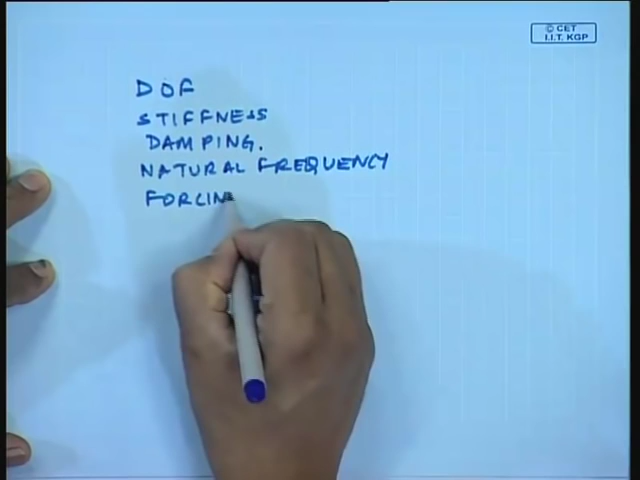 © CET
I.I.T. KGP
DOF
STIFFNESS
DAMPING.
NATURAL FREQUENCY
FORCIN